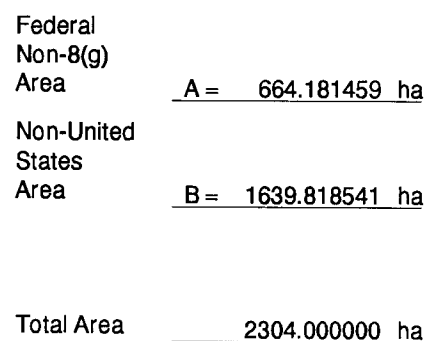 Federal
Non-8(g)
Area A = 664.181459 ha
Non-United
States
Area B = 1639.818541 ha
Total Area 2304.000000 ha